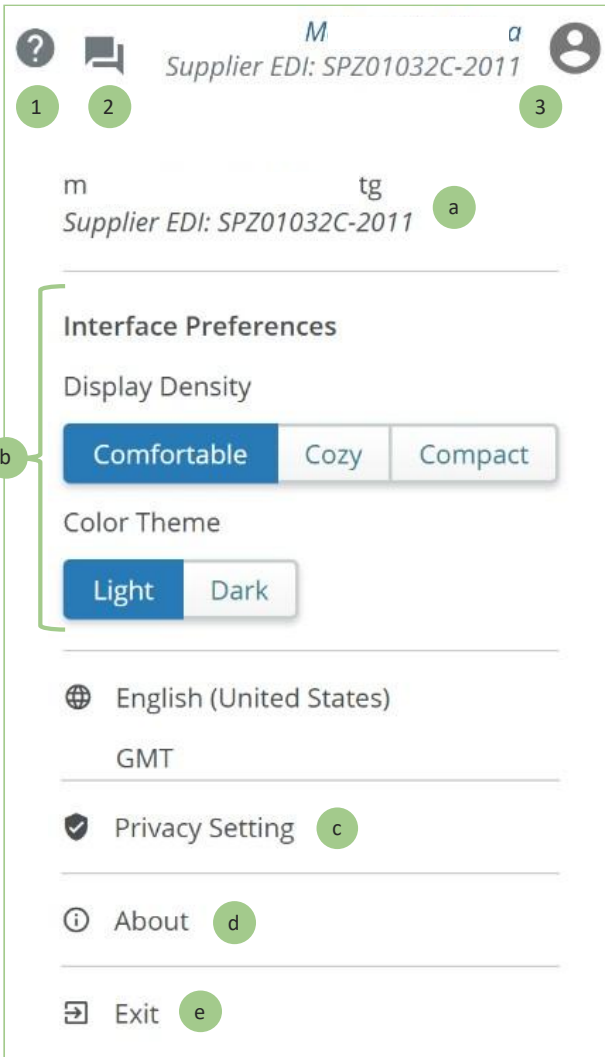 M a
Supplier EDI: SPZ01032C-2011
1 2 3
m tg
Supplier EDI: SPZ01032C-2011
a
Interface Preferences
Display Density
b
Comfortable Cozy Compact
Color Theme
Light Dark
English (United States)
GMT
Privacy Setting c
About d
Exit e